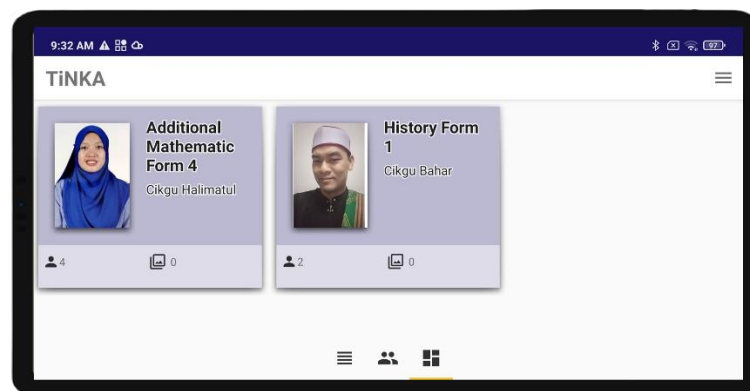 9:32 AM
97
TiNKA
Additional
Mathematic
Form 4
Cikgu Halimatul
4
0
History Form
1
Cikgu Bahar
2
0